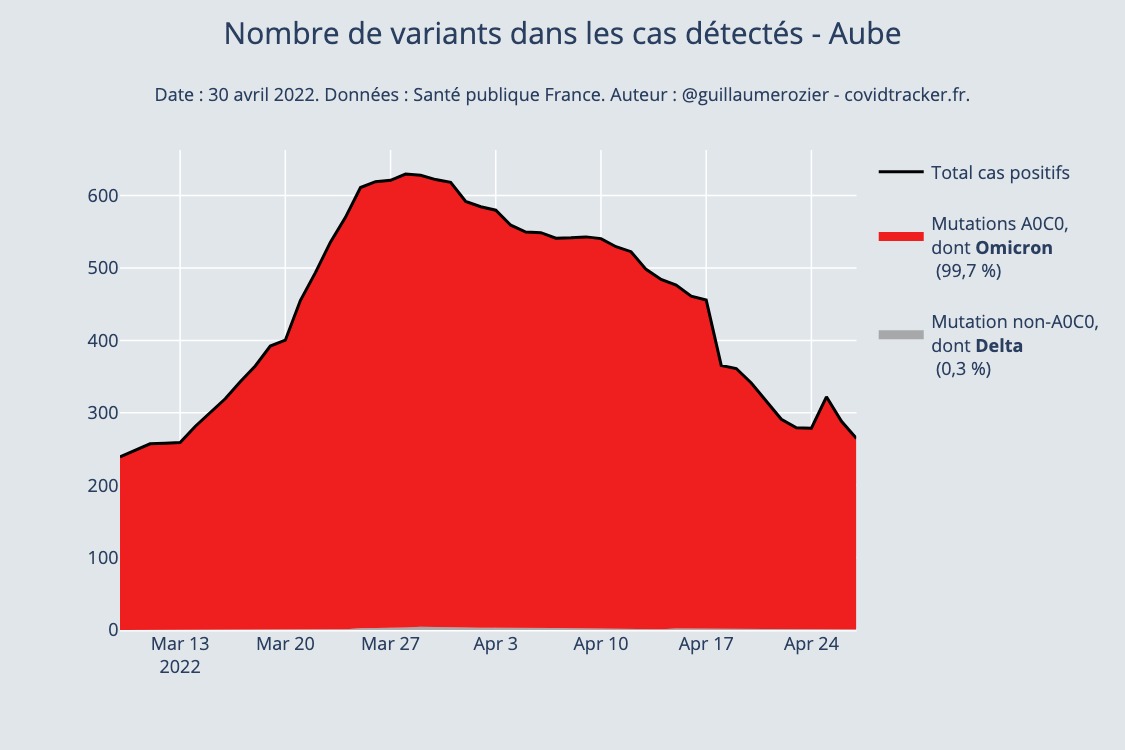 Nombre de variants dans les cas détectés - Aube
Date : 30 avril 2022. Données : Santé publique France. Auteur : @guillaumerozier - covidtracker.fr.
600
500
400
300
200
100
0
Mar 13
2022
Mar 20
Mar 27
Apr 3
Apr 10
Apr 17
Apr 24
Total cas positifs
Mutations A0C0,
dont Omicron
(99,7 %)
Mutation non-A0C0,
dont Delta
(0,3 %)